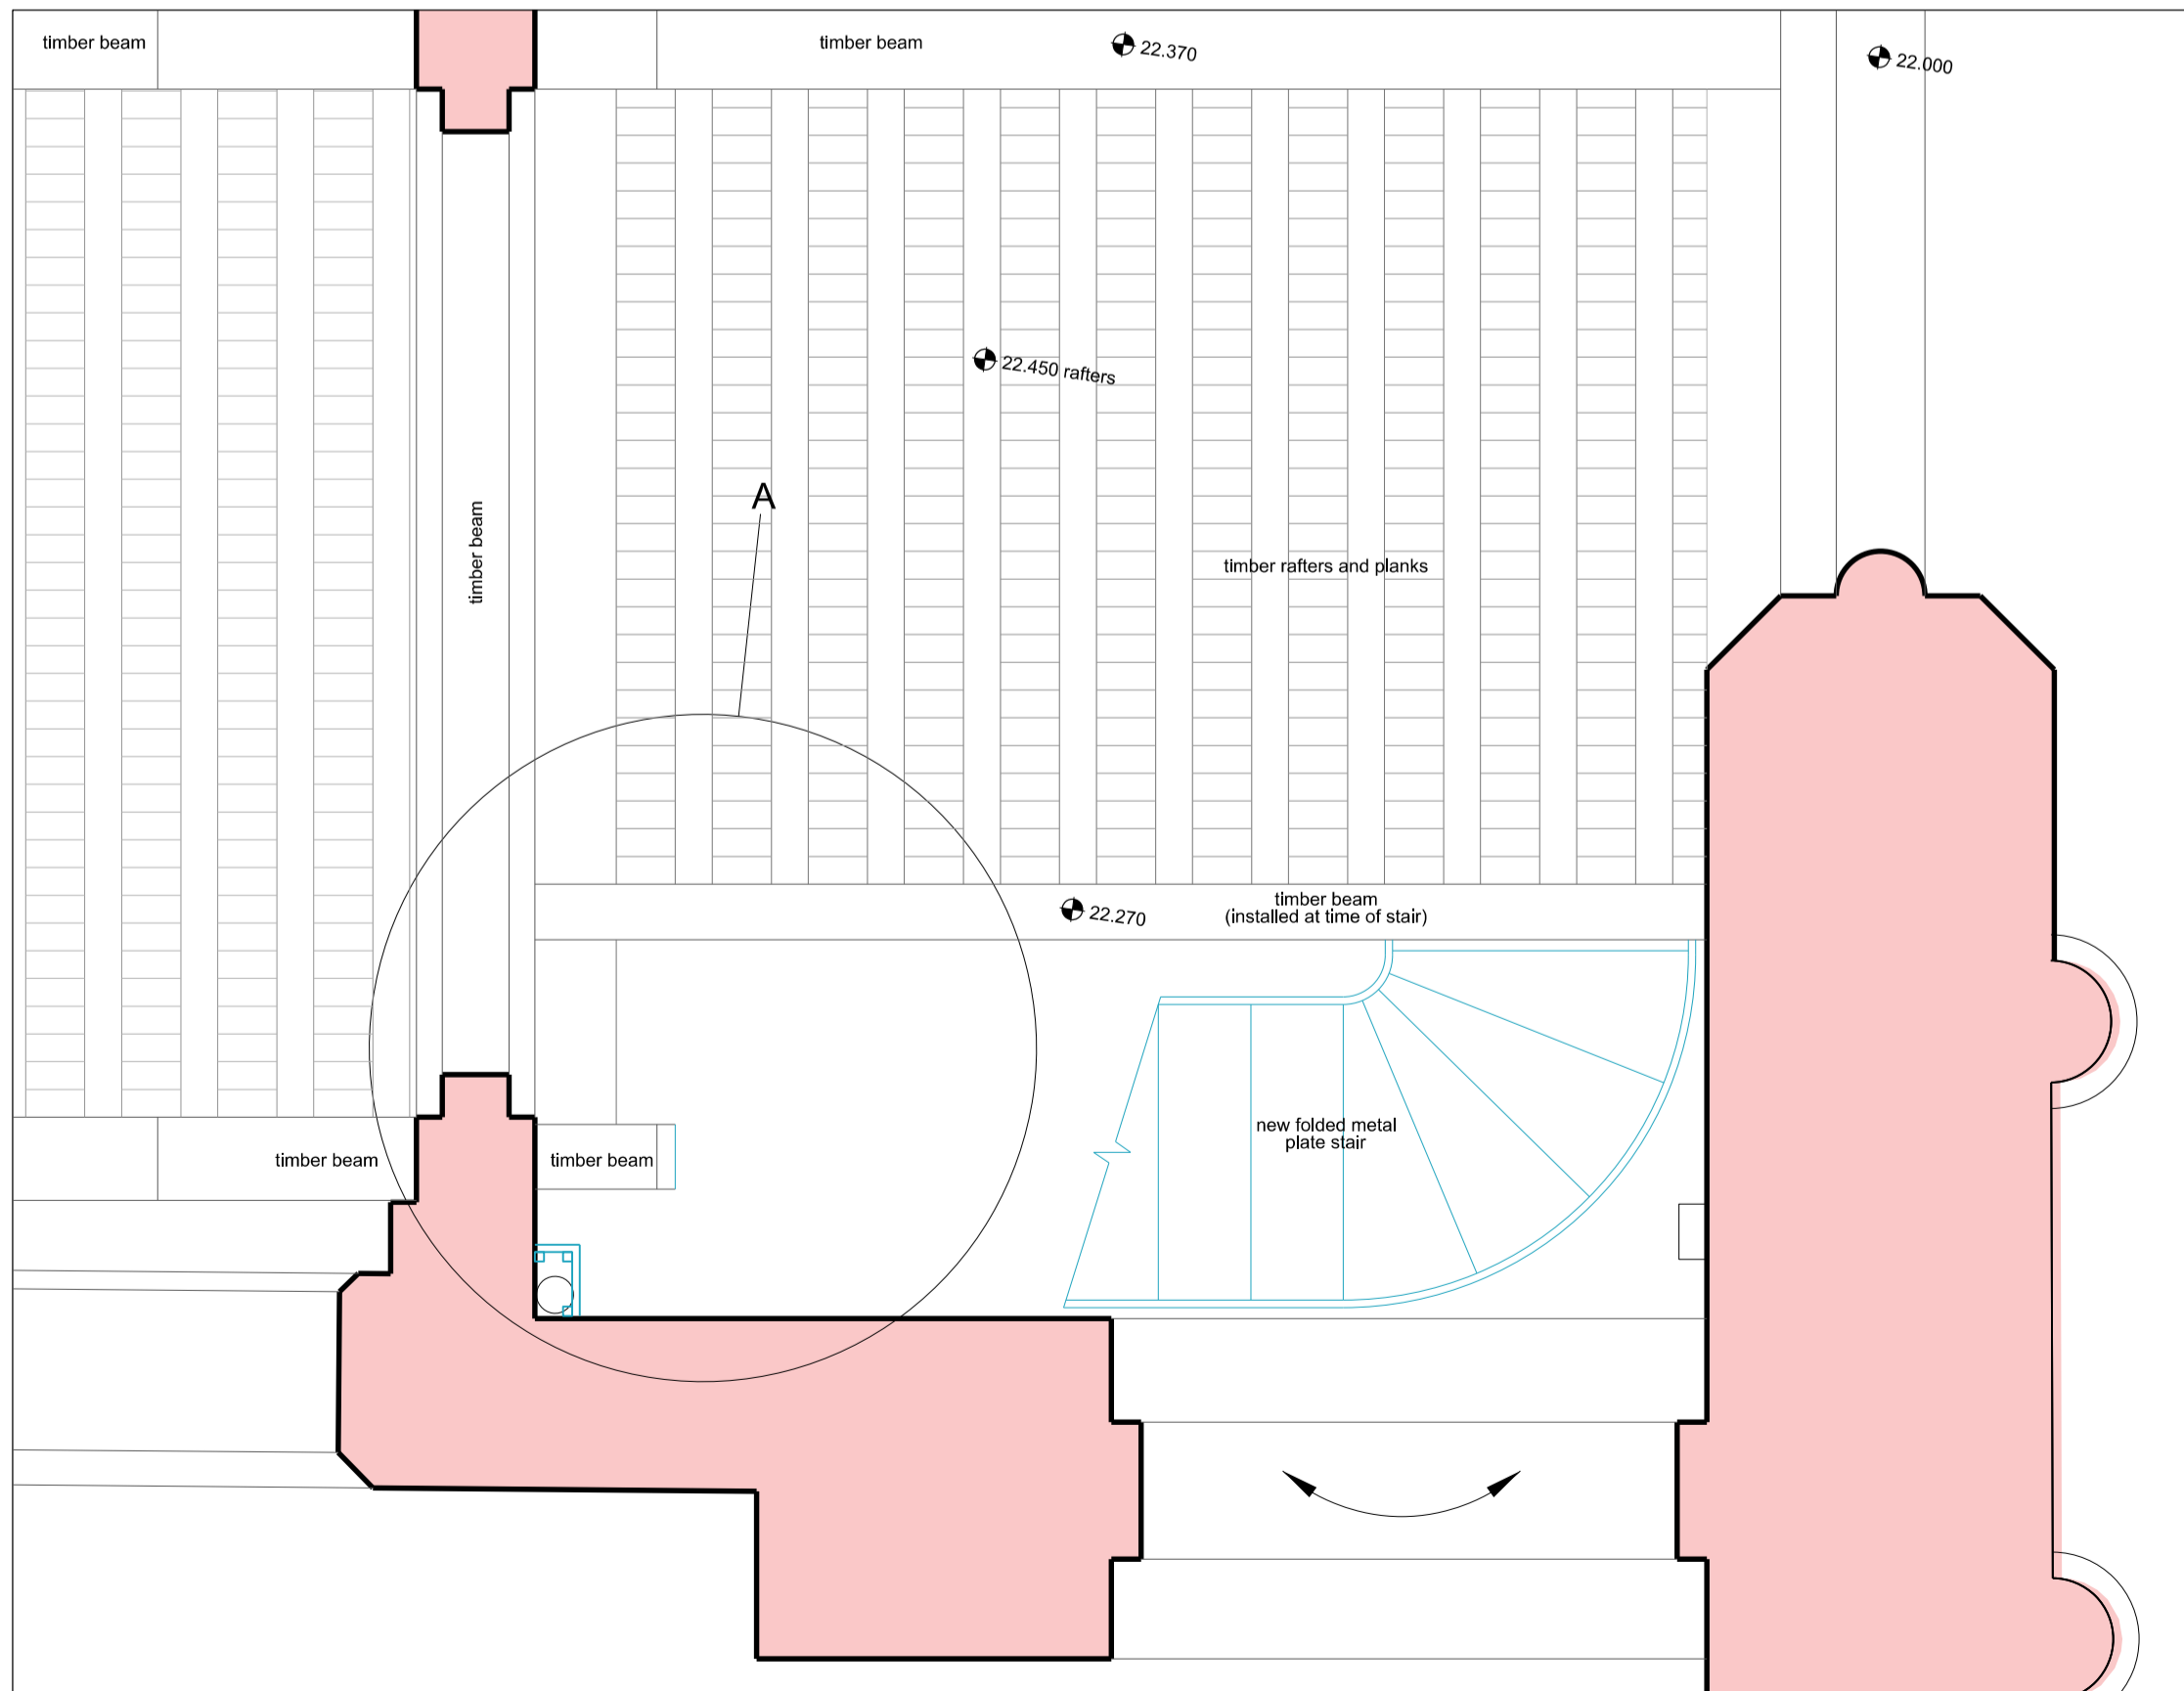 timber beam
timber beam
22.370
22.000
22.450 rafters
A
timber beam
timber rafters and planks
timber beam
(installed at time of stair)
22.270
new folded metal
plate stair
timber beam
timber beam